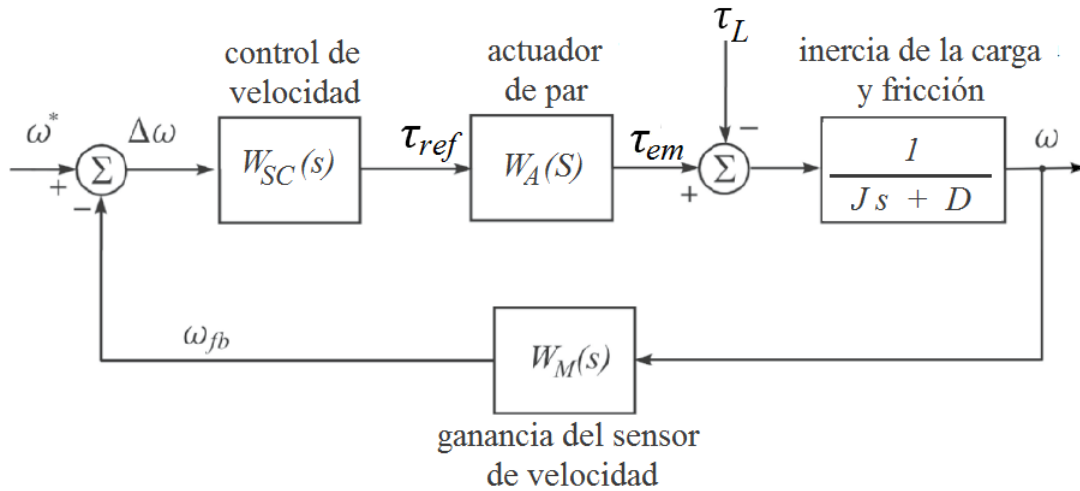 control de
velocidad
actuador
de par
τ_L
inercia de la carga
y fricción
ω*
+
−
Σ
Δω
W_SC(s)
τ_ref
W_A(S)
τ_em
+
−
Σ
1
J s + D
ω
ω_fb
W_M(s)
ganancia del sensor
de velocidad